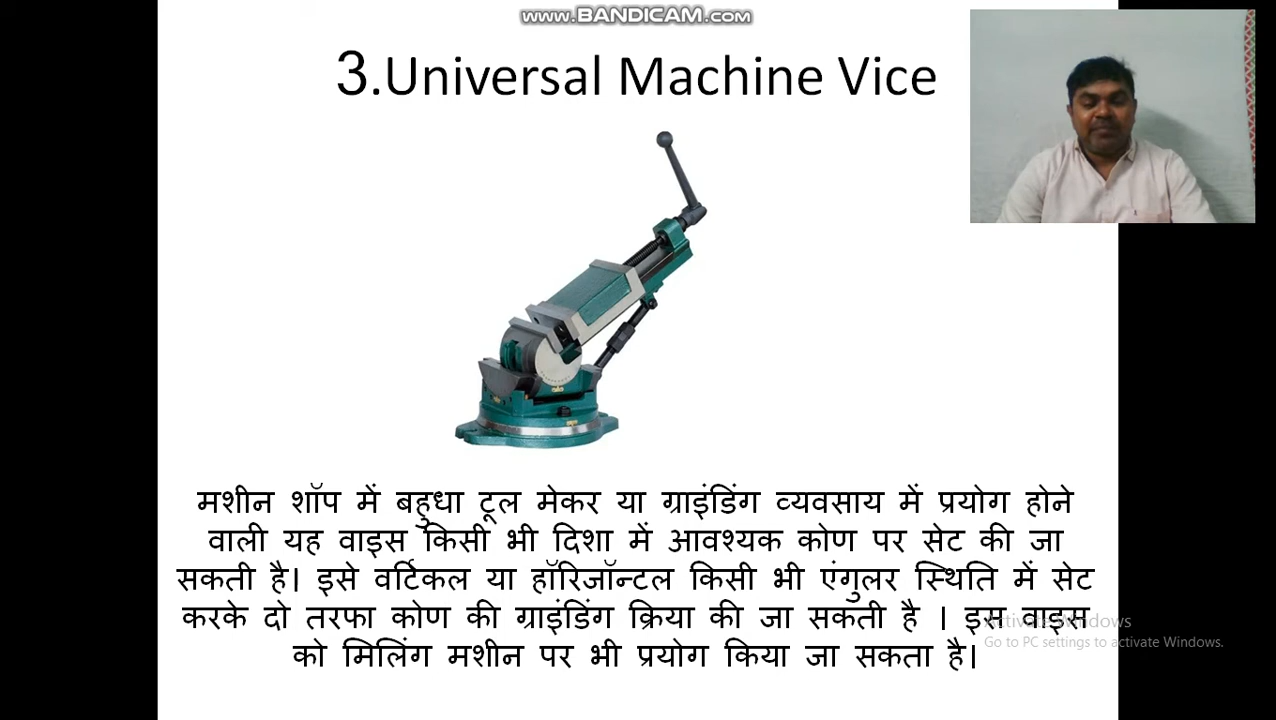 www.BANDICAM.com
3.Universal Machine Vice
मशीन शॉप में बहुधा टूल मेकर या ग्राइंडिंग व्यवसाय में प्रयोग होने
वाली यह वाइस किसी भी दिशा में आवश्यक कोण पर सेट की जा
सकती है। इसे वर्टिकल या हॉरिजॉन्टल किसी भी एंगुलर स्थिति में सेट
करके दो तरफा कोण की ग्राइंडिंग क्रिया की जा सकती है । इस वाइस
को मिलिंग मशीन पर भी प्रयोग किया जा सकता है।
Activate Windows
Go to PC settings to activate Windows.